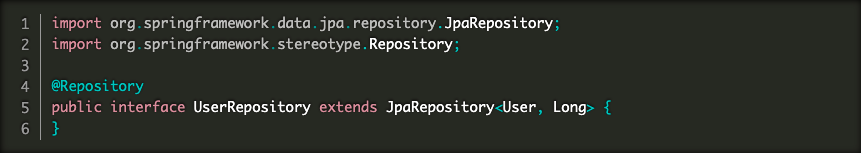 1 import org.springframework.data.jpa.repository.JpaRepository;
2 import org.springframework.stereotype.Repository;
3
4 @Repository
5 public interface UserRepository extends JpaRepository<User, Long> {
6 }